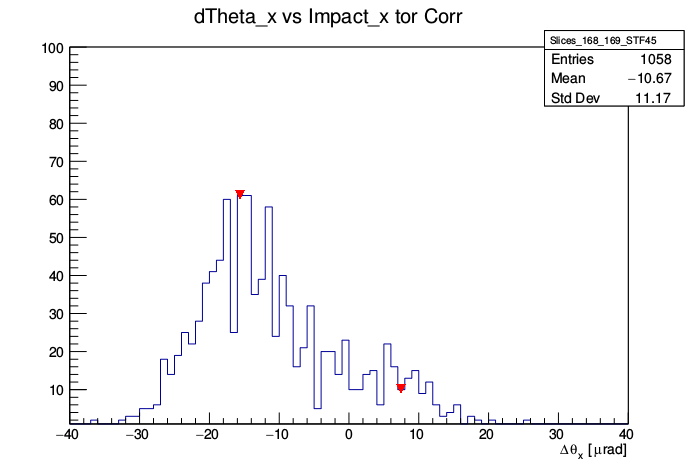 dTheta_x vs Impact_x tor Corr
Slices_168_169_STF45
Entries 1058
Mean −10.67
Std Dev 11.17
100
90
80
70
60
50
40
30
20
10
−40 −30 −20 −10 0 10 20 30 40
Δθx [μrad]